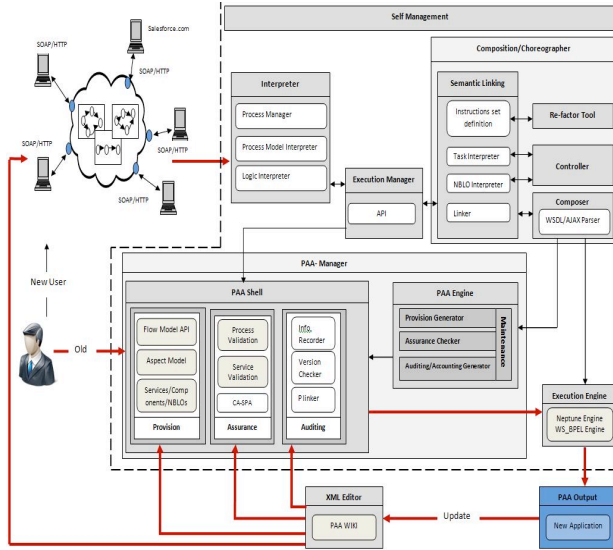 Self Management
Salesforce.com
SOAP/HTTP
SOAP/HTTP
SOAP/HTTP
SOAP/HTTP
SOAP/HTTP
Interpreter
Process Manager
Process Model Interpreter
Logic Interpreter
Execution Manager
API
Composition/Choreographer
Semantic Linking
Instructions set
definition
Task Interpreter
NBLO Interpreter
Linker
Re-factor Tool
Controller
Composer
WSDL/AJAX Parser
New User
Old
PAA- Manager
PAA Shell
Flow Model API
Aspect Model
Services/Comp
onents/NBLOs
Provision
Process
Validation
Service
Validation
CA-SPA
Assurance
Info.
Recorder
Version
Checker
P linker
Auditing
PAA Engine
Provision Generator
Assurance Checker
Auditing/Accounting Generator
Maintenance
Execution Engine
Neptune Engine
WS_BPEL Engine
XML Editor
PAA WIKI
Update
PAA Output
New Application